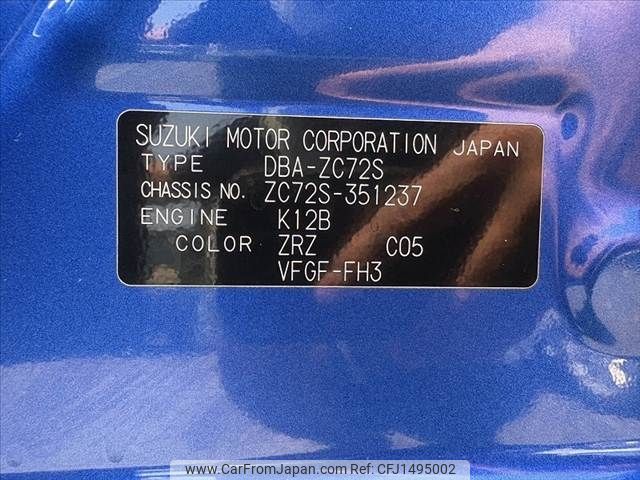 SUZUKI MOTOR CORPORATION JAPAN
TYPE DBA-ZC72S
CHASSIS NO. ZC72S-351237
ENGINE K12B
COLOR ZRZ C05
VFGF-FH3
www.CarFromJapan.com REF No. CFJ1495002